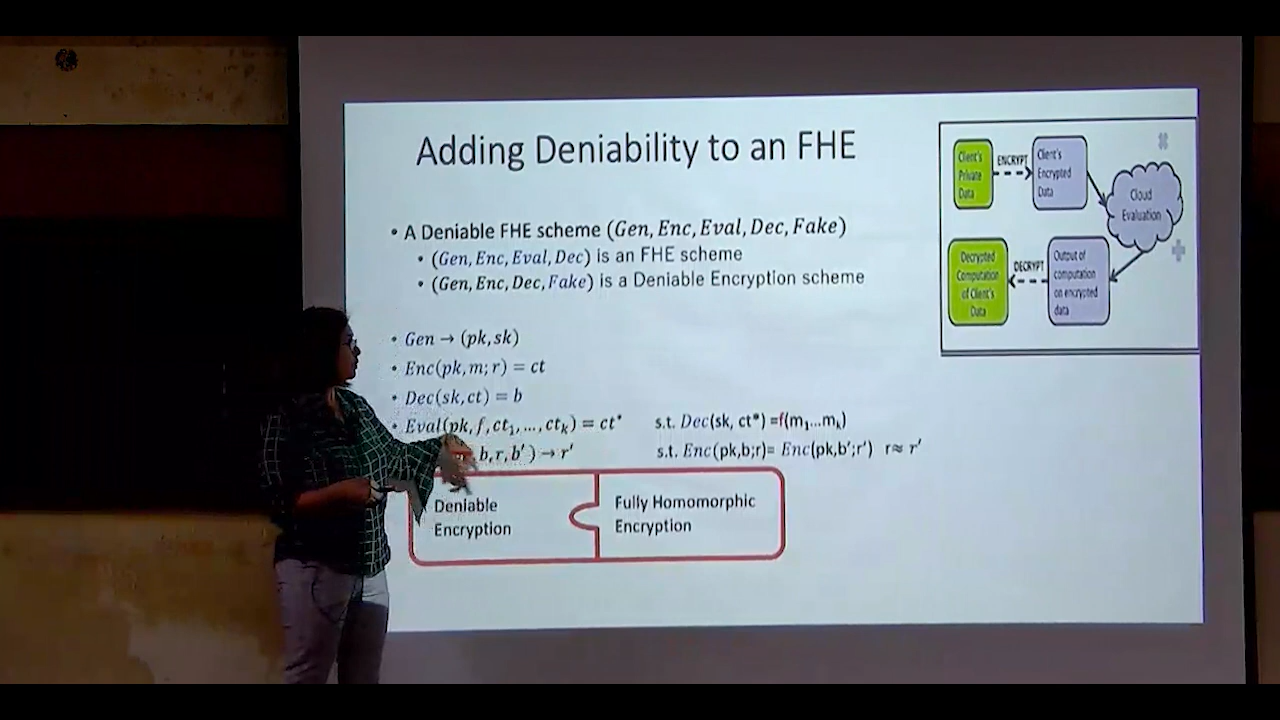 Adding Deniability to an FHE
• A Deniable FHE scheme (Gen, Enc, Eval, Dec, Fake)
• (Gen, Enc, Eval, Dec) is an FHE scheme
• (Gen, Enc, Dec, Fake) is a Deniable Encryption scheme
• Gen → (pk, sk)
• Enc(pk, m; r) = ct
• Dec(sk, ct) = b
• Eval(pk, f, ct₁, …, ctₖ) = ct* s.t. Dec(sk, ct*) =f(m₁...mₖ)
b, r, b′) → r′ s.t. Enc(pk,b;r)= Enc(pk,b′;r′) r≈ r′
Deniable
Encryption
Fully Homomorphic
Encryption
Client's
Private
Data
ENCRYPT
Client's
Encrypted
Data
Cloud
Evaluation
Decrypted
Computation
of Client's
Data
DECRYPT
Output of
computation
on encrypted
data